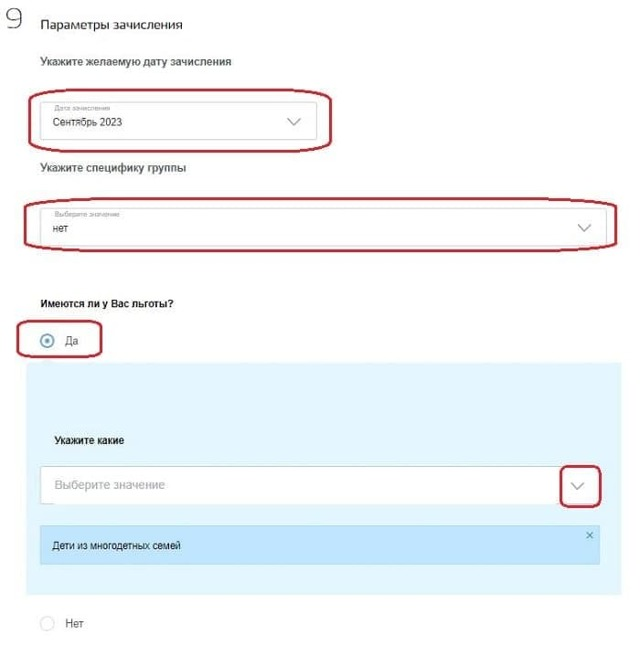 9 Параметры зачисления
Укажите желаемую дату зачисления
Дата зачисления
Сентябрь 2023
Укажите специфику группы
Выберите значение
нет
Имеются ли у Вас льготы?
Да
Укажите какие
Выберите значение
Дети из многодетных семей
Нет